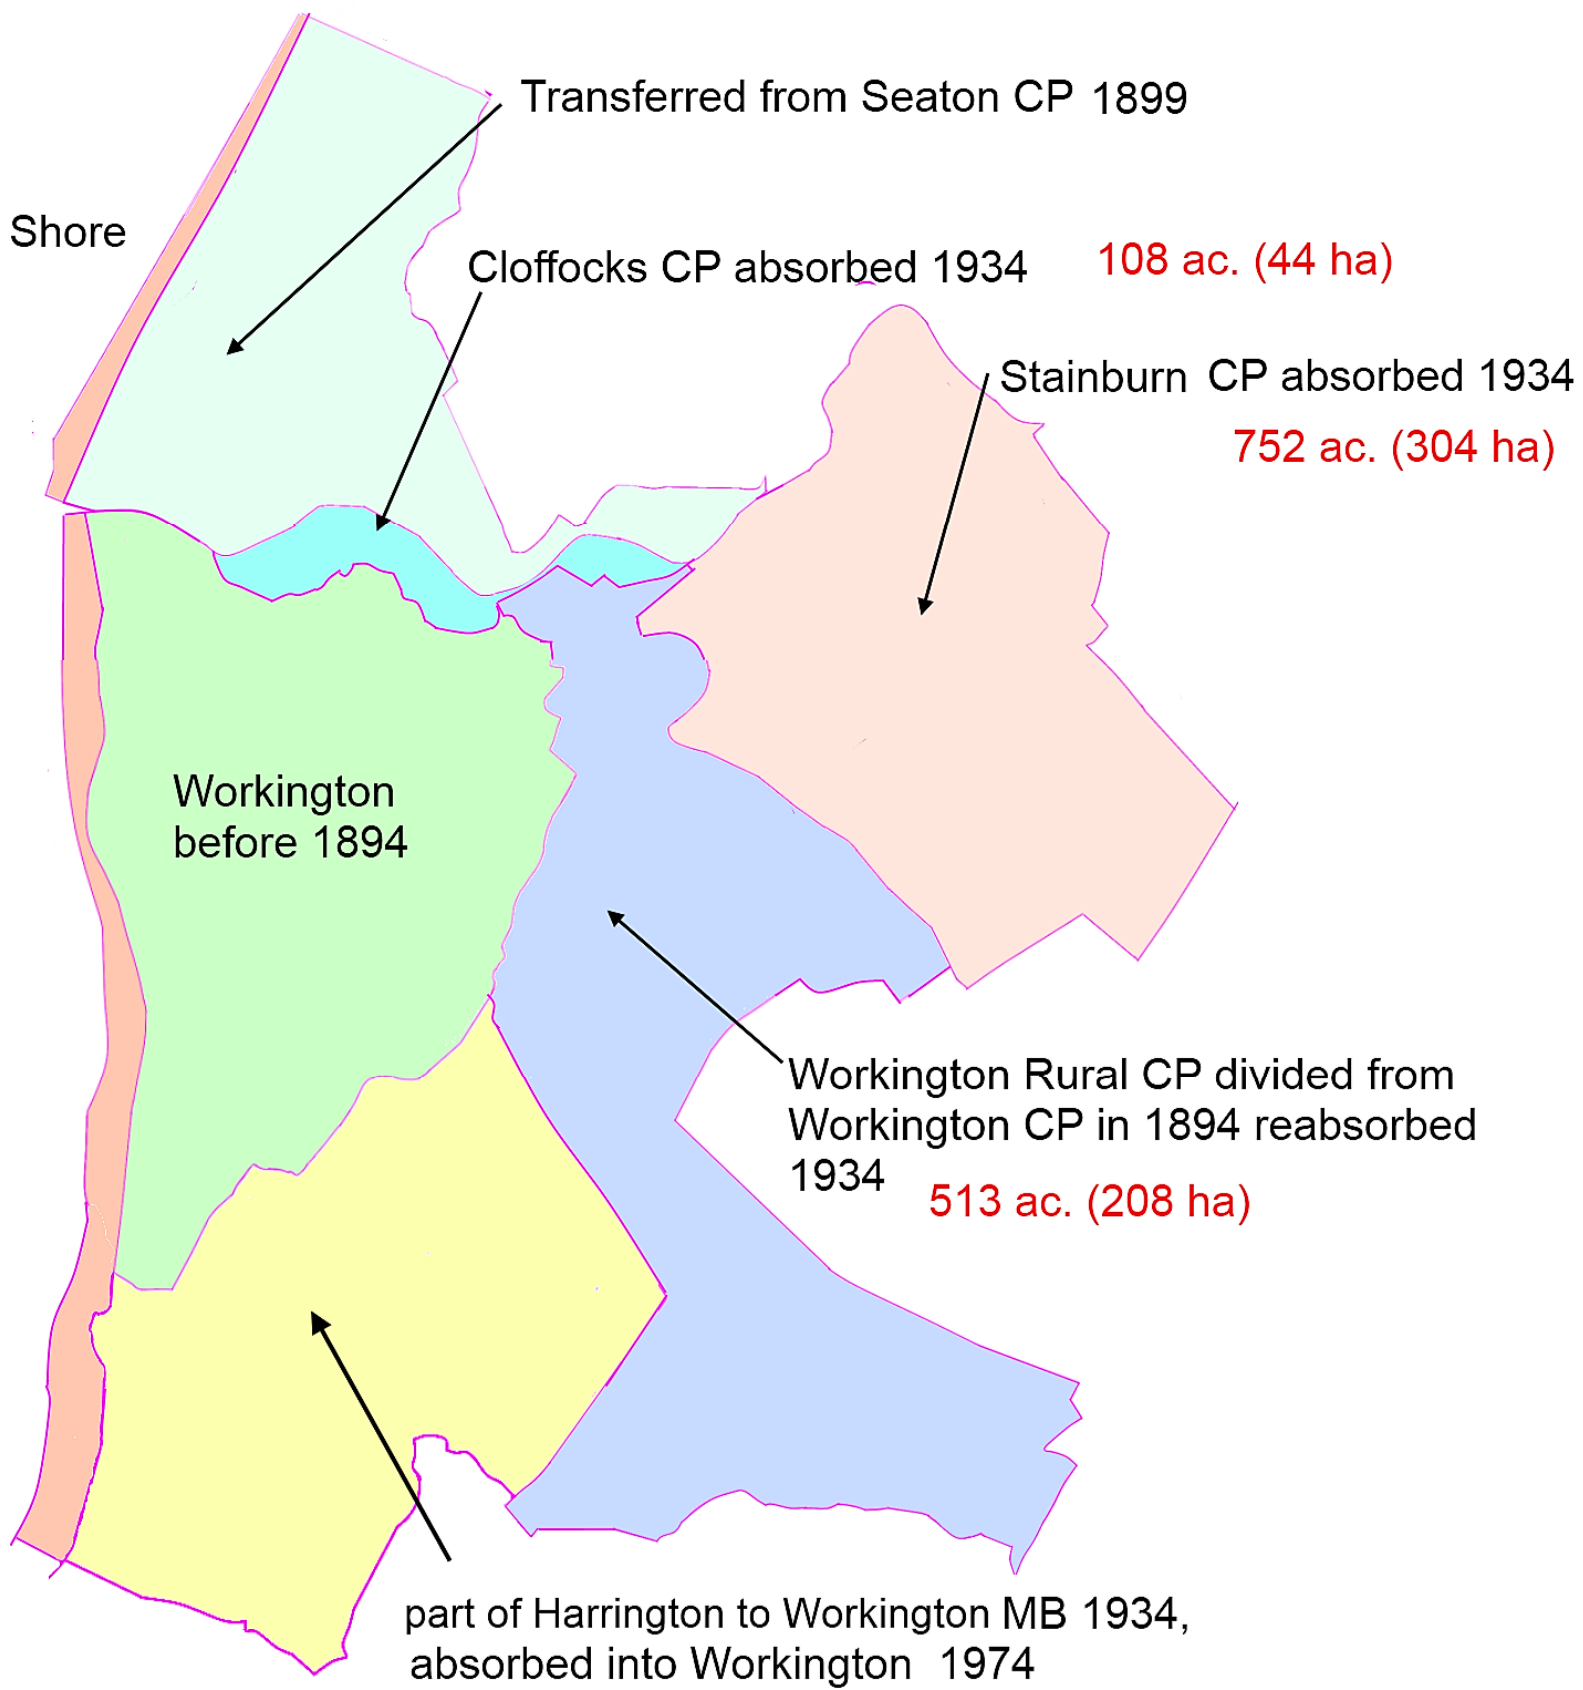 Transferred from Seaton CP 1899
Shore
Cloffocks CP absorbed 1934
108 ac. (44 ha)
Stainburn CP absorbed 1934
752 ac. (304 ha)
Workington
before 1894
Workington Rural CP divided from
Workington CP in 1894 reabsorbed
1934
513 ac. (208 ha)
part of Harrington to Workington MB 1934,
absorbed into Workington 1974